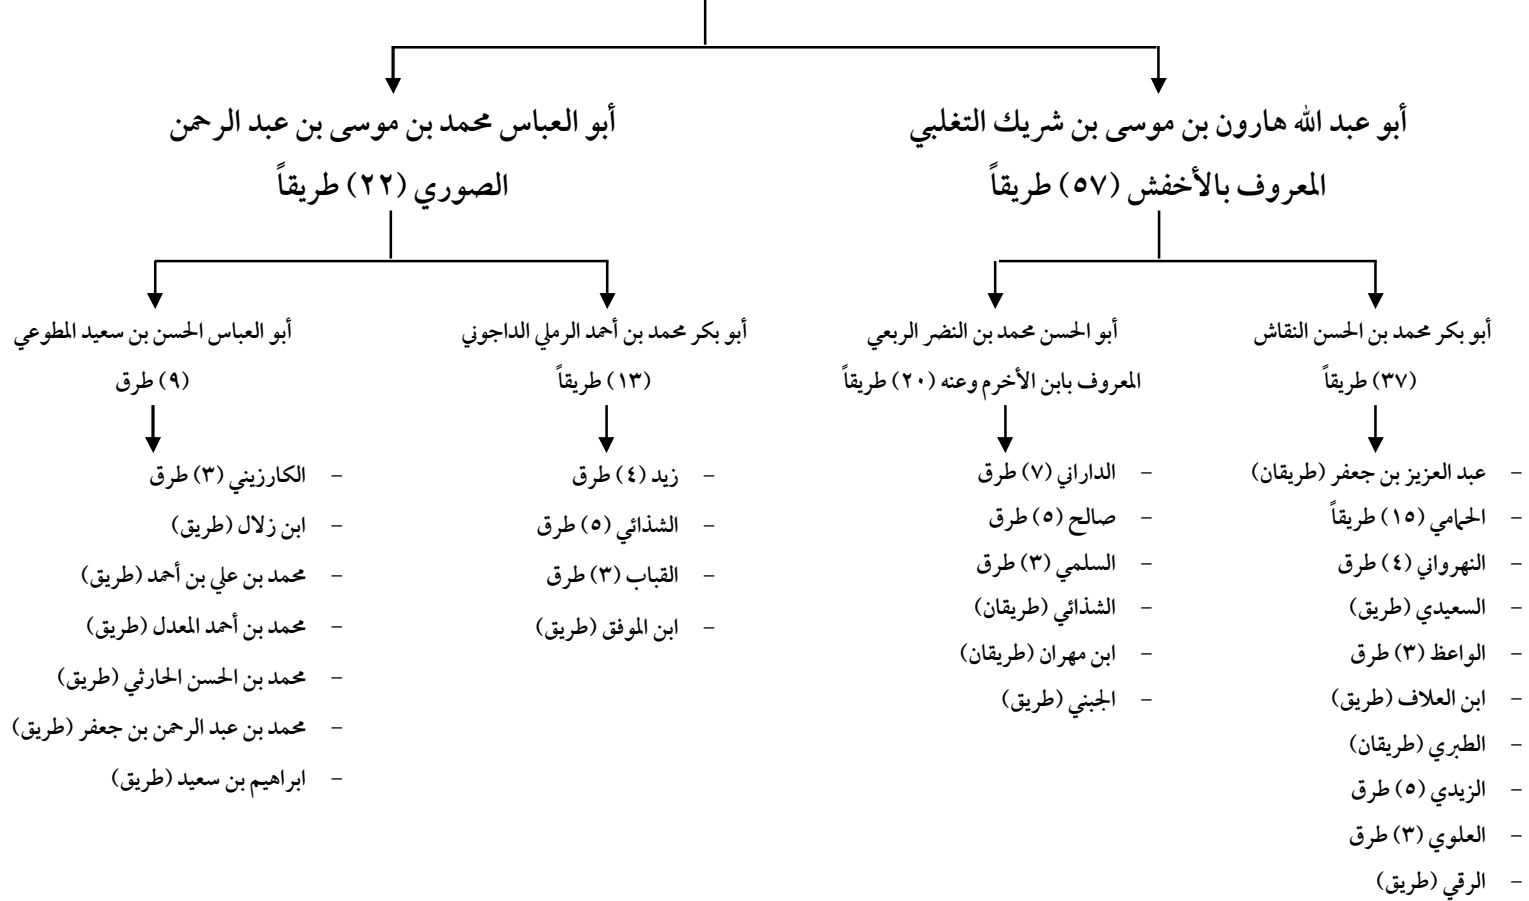 أبو عبد الله هارون بن موسى بن شريك التغلبي
المعروف بالأخفش (٥٧) طريقاً
أبو العباس محمد بن موسى بن عبد الرحمن
الصوري (٢٢) طريقاً
أبو بكر محمد بن الحسن النقاش
(٣٧) طريقاً
- عبد العزيز بن جعفر (طريقان)
- الحمامي (١٥) طريقاً
- النهرواني (٤) طرق
- السعيدي (طريق)
- الواعظ (٣) طرق
- ابن العلاف (طريق)
- الطبري (طريقان)
- الزيدي (٥) طرق
- العلوي (٣) طرق
- الرقي (طريق)
أبو الحسن محمد بن النضر الربعي
المعروف بابن الأخرم وعنه (٢٠) طريقاً
- الداراني (٧) طرق
- صالح (٥) طرق
- السلمي (٣) طرق
- الشذائي (طريقان)
- ابن مهران (طريقان)
- الجبني (طريق)
أبو بكر محمد بن أحمد الرملي الداجوني
(١٣) طريقاً
- زيد (٤) طرق
- الشذائي (٥) طرق
- القباب (٣) طرق
- ابن الموفق (طريق)
أبو العباس الحسن بن سعيد المطوعي
(٩) طرق
- الكارزيني (٣) طرق
- ابن زلال (طريق)
- محمد بن علي بن أحمد (طريق)
- محمد بن أحمد المعدل (طريق)
- محمد بن الحسن الحارثي (طريق)
- محمد بن عبد الرحمن بن جعفر (طريق)
- ابراهيم بن سعيد (طريق)